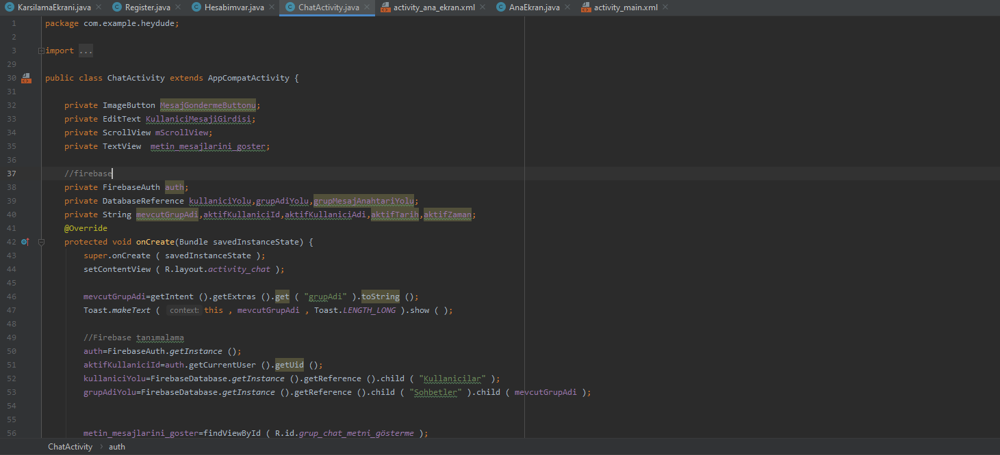 KarsilamaEkrani.java Register.java Hesabimvar.java ChatActivity.java activity_ana_ekran.xml AnaEkran.java activity_main.xml
1 package com.example.heydude;
2
3 import ...
29
30 public class ChatActivity extends AppCompatActivity {
31
32 private ImageButton MesajGondermeButtonu;
33 private EditText KullaniciMesajiGirdisi;
34 private ScrollView mScrollView;
35 private TextView metin_mesajlarini_goster;
36
37 //firebase
38 private FirebaseAuth auth;
39 private DatabaseReference kullaniciYolu,grupAdiYolu,grupMesajAnahtariYolu;
40 private String mevcutGrupAdi,aktifKullaniciId,aktifKullaniciAdi,aktifTarih,aktifZaman;
41 @Override
42 protected void onCreate(Bundle savedInstanceState) {
43 super.onCreate ( savedInstanceState );
44 setContentView ( R.layout.activity_chat );
45
46 mevcutGrupAdi=getIntent ().getExtras ().get ( "grupAdi" ).toString ();
47 Toast.makeText ( context: this , mevcutGrupAdi , Toast.LENGTH_LONG ).show ( );
48
49 //Firebase tanımalama
50 auth=FirebaseAuth.getInstance ();
51 aktifKullaniciId=auth.getCurrentUser ().getUid ();
52 kullaniciYolu=FirebaseDatabase.getInstance ().getReference ().child ( "Kullanicilar" );
53 grupAdiYolu=FirebaseDatabase.getInstance ().getReference ().child ( "Sohbetler" ).child ( mevcutGrupAdi );
54
55
56 metin_mesajlarini_goster=findViewById ( R.id.grup_chat_metni_gösterme );
ChatActivity › auth